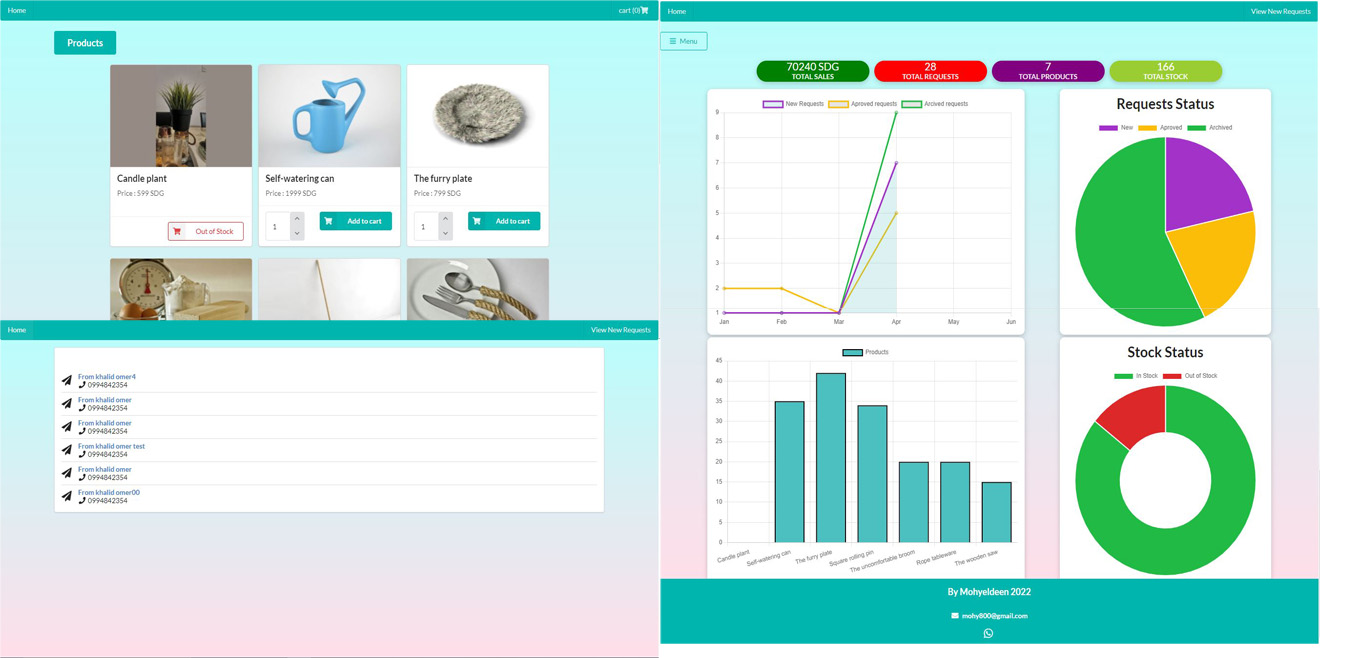 Home
cart (0)
Products
Candle plant
Price : 599 SDG
Out of Stock
Self-watering can
Price : 1999 SDG
1
Add to cart
The furry plate
Price : 799 SDG
1
Add to cart
Home
View New Requests
From khalid omer4
0994842354
From khalid omer
0994842354
From khalid omer
0994842354
From khalid omer test
0994842354
From khalid omer
0994842354
From khalid omer00
0994842354
Home
View New Requests
Menu
70240 SDG
TOTAL SALES
28
TOTAL REQUESTS
7
TOTAL PRODUCTS
166
TOTAL STOCK
New Requests
Aproved requests
Arcived requests
9
8
7
6
5
4
3
2
1
Jan
Feb
Mar
Apr
May
Jun
Requests Status
New
Aproved
Archived
Products
45
40
35
30
25
20
15
10
5
0
Candle plant
Self-watering can
The furry plate
Square rolling pin
The uncomfortable broom
Rope tableware
The wooden saw
Stock Status
In Stock
Out of Stock
By Mohyeldeen 2022
mohy800@gmail.com